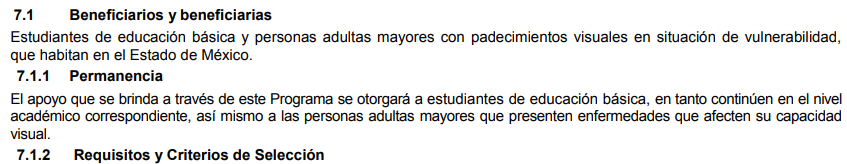 7.1 Beneficiarios y beneficiarias
Estudiantes de educación básica y personas adultas mayores con padecimientos visuales en situación de vulnerabilidad,
que habitan en el Estado de México.
7.1.1 Permanencia
El apoyo que se brinda a través de este Programa se otorgará a estudiantes de educación básica, en tanto continúen en el nivel
académico correspondiente, así mismo a las personas adultas mayores que presenten enfermedades que afecten su capacidad
visual.
7.1.2 Requisitos y Criterios de Selección